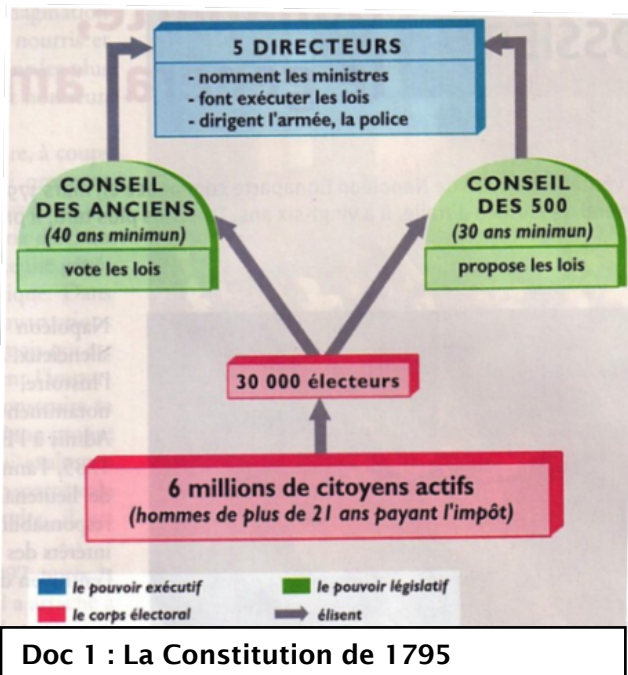 5 DIRECTEURS
- nomment les ministres
- font exécuter les lois
- dirigent l'armée, la police
CONSEIL
DES ANCIENS
(40 ans minimun)
vote les lois
CONSEIL
DES 500
(30 ans minimun)
propose les lois
30 000 électeurs
6 millions de citoyens actifs
(hommes de plus de 21 ans payant l'impôt)
le pouvoir exécutif
le pouvoir législatif
le corps électoral
élisent
Doc 1 : La Constitution de 1795